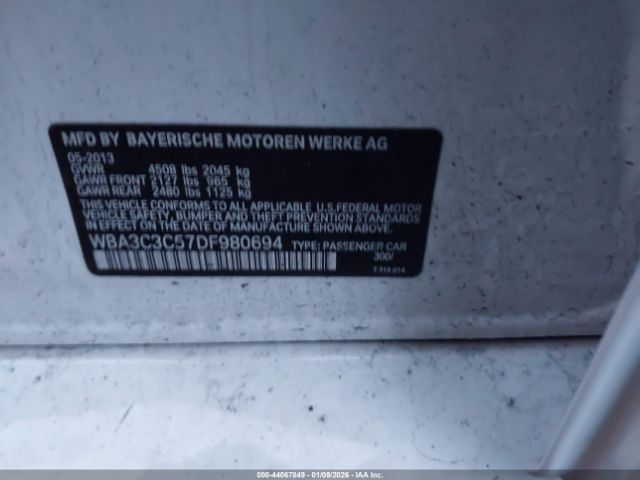 MFD BY BAYERISCHE MOTOREN WERKE AG
05-2013
GVWR 4508 lbs 2045 kg
GAWR FRONT 2127 lbs 965 kg
GAWR REAR 2480 lbs 1125 kg
THIS VEHICLE CONFORMS TO ALL APPLICABLE U.S.FEDERAL MOTOR
VEHICLE SAFETY, BUMPER AND THEFT PREVENTION STANDARDS
IN EFFECT ON THE DATE OF MANUFACTURE SHOWN ABOVE.
WBA3C3C57DF980694 TYPE: PASSENGER CAR
300/
000-44067849 - 01/09/2026 - IAA Inc.